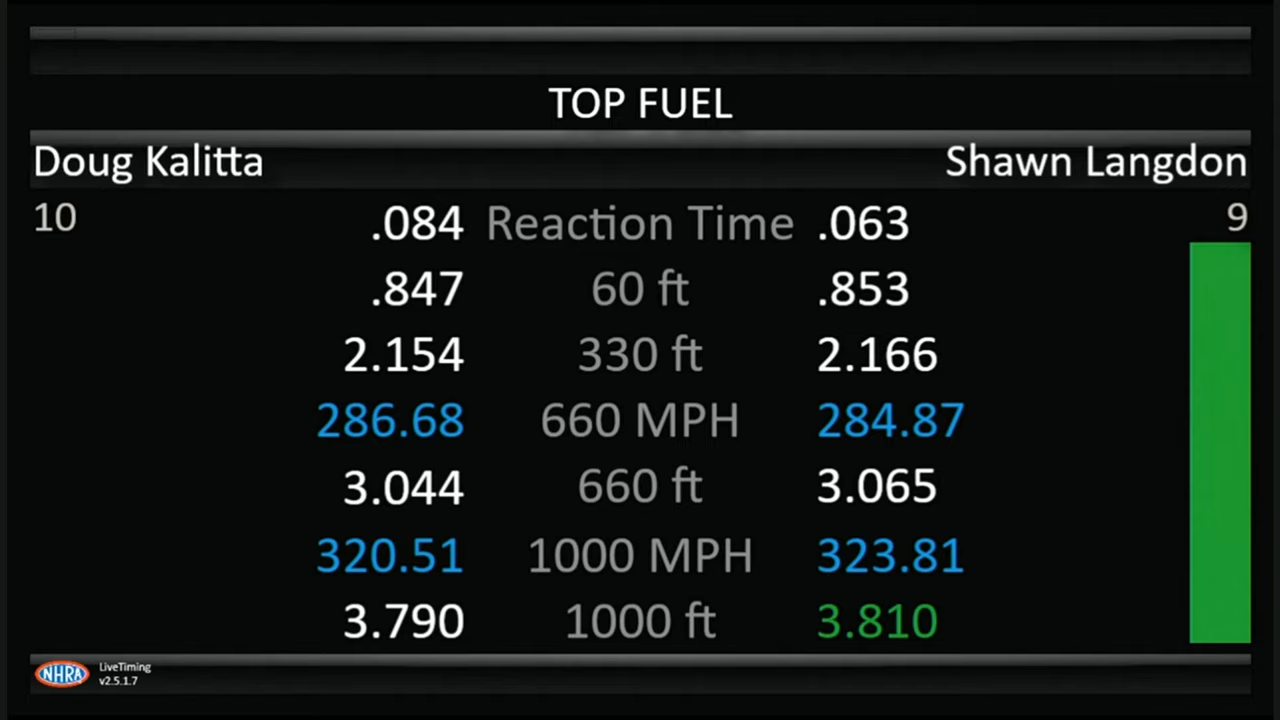 TOP FUEL
Doug Kalitta Shawn Langdon
10 .084 Reaction Time .063 9
.847 60 ft .853
2.154 330 ft 2.166
286.68 660 MPH 284.87
3.044 660 ft 3.065
320.51 1000 MPH 323.81
3.790 1000 ft 3.810
NHRA LiveTiming
v2.5.1.7